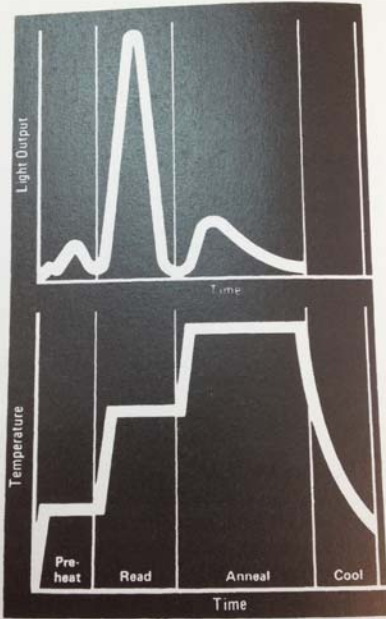 Light Output
Time
Temperature
Pre-
heat
Read
Anneal
Cool
Time